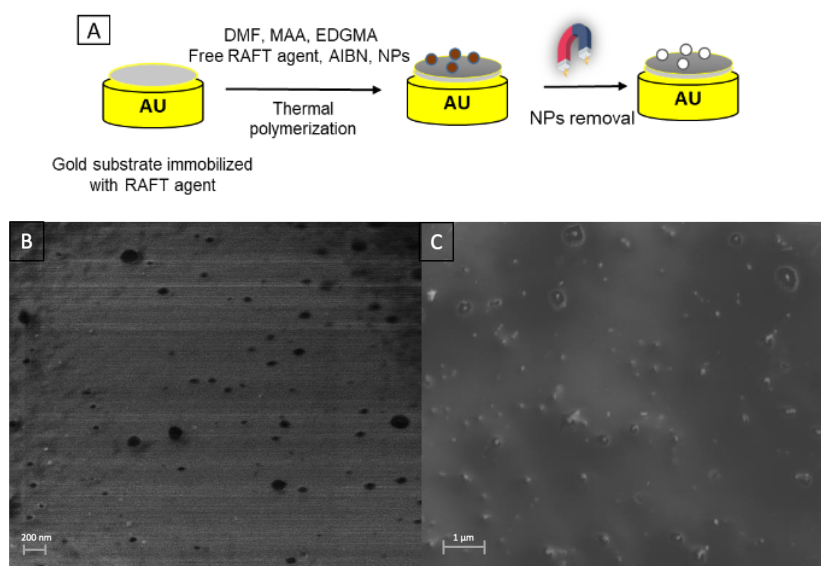 A
DMF, MAA, EDGMA
Free RAFT agent, AIBN, NPs
AU
Thermal
polymerization
AU
NPs removal
AU
Gold substrate immobilized
with RAFT agent
B
C
200 nm
1 µm